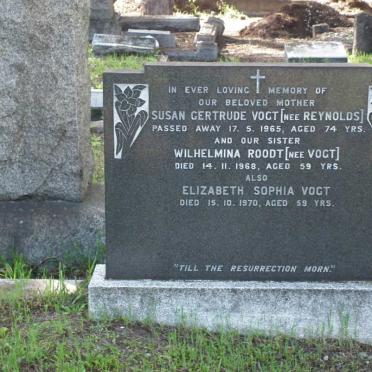 IN EVER LOVING MEMORY OF
OUR BELOVED MOTHER
SUSAN GERTRUDE VOGT [NEE REYNOLDS]
PASSED AWAY 17. 5. 1965, AGED 74 YRS.
AND OUR SISTER
WILHELMINA ROODT [NEE VOGT]
DIED 14. 11. 1968, AGED 59 YRS.
ALSO
ELIZABETH SOPHIA VOGT
DIED 15. 10. 1970, AGED 59 YRS.
"TILL THE RESURRECTION MORN."